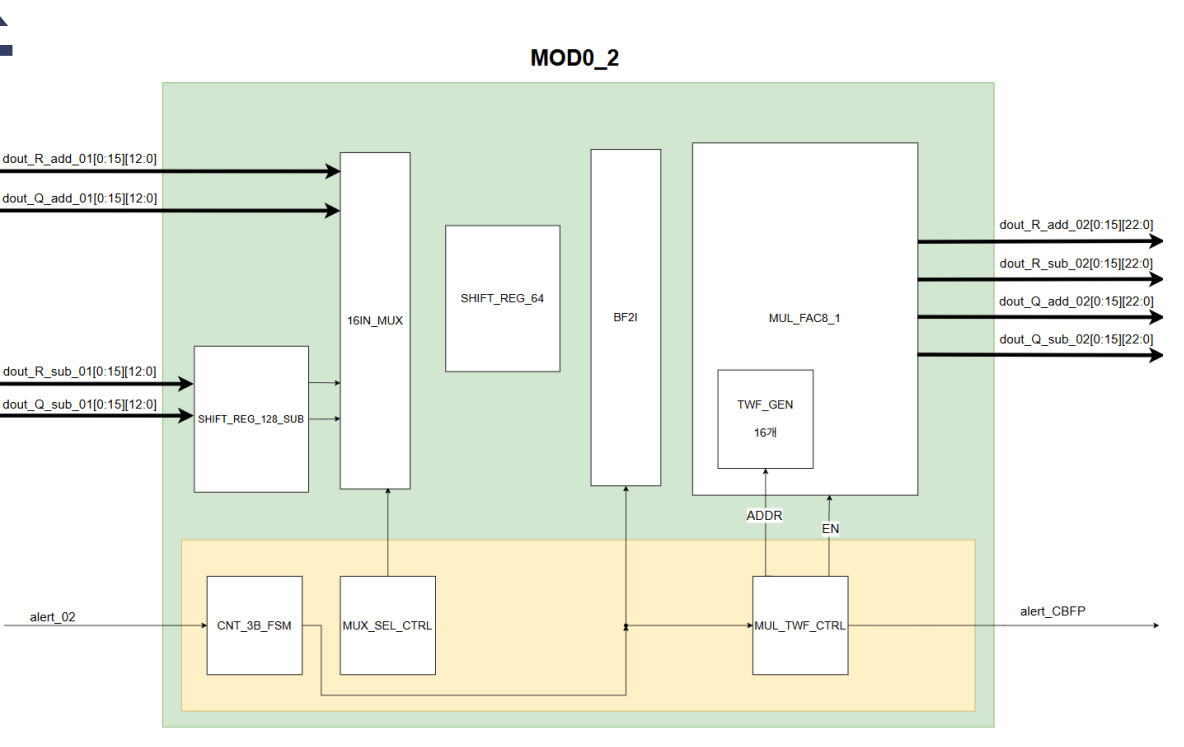 MOD0_2
dout_R_add_01[0:15][12:0]
dout_Q_add_01[0:15][12:0]
dout_R_sub_01[0:15][12:0]
dout_Q_sub_01[0:15][12:0]
SHIFT_REG_128_SUB
16IN_MUX
SHIFT_REG_64
BF2I
MUL_FAC8_1
TWF_GEN
16개
dout_R_add_02[0:15][22:0]
dout_R_sub_02[0:15][22:0]
dout_Q_add_02[0:15][22:0]
dout_Q_sub_02[0:15][22:0]
ADDR
EN
alert_02
CNT_3B_FSM
MUX_SEL_CTRL
MUL_TWF_CTRL
alert_CBFP